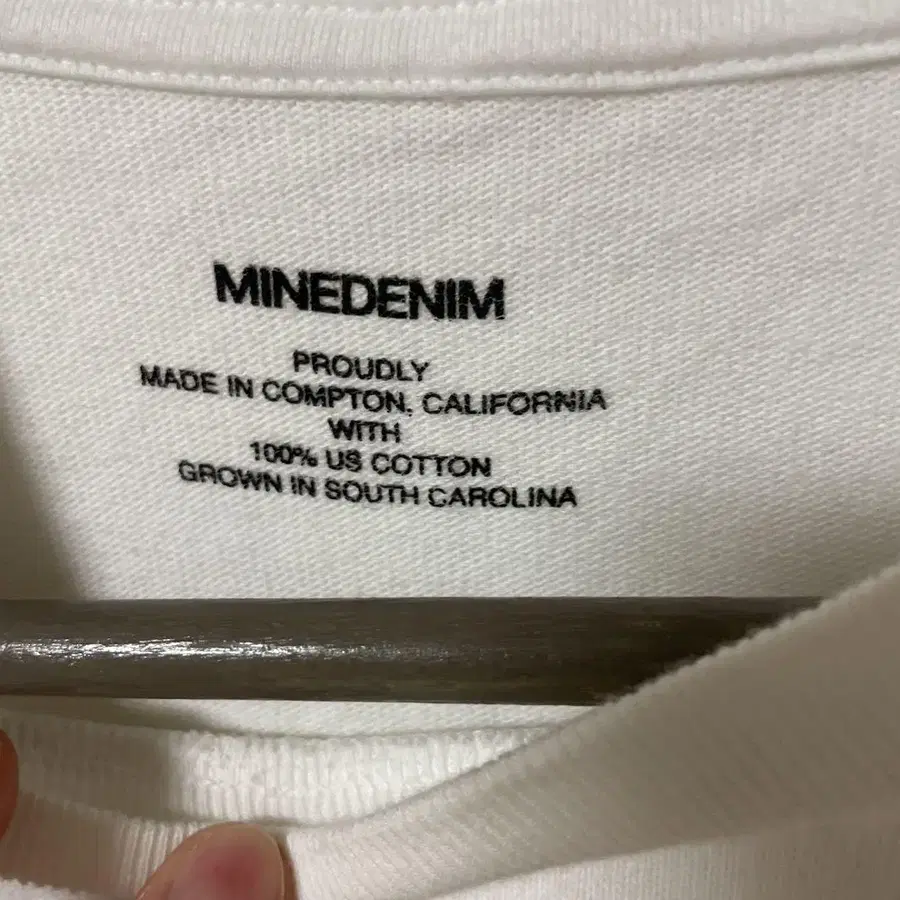 MINEDENIM
PROUDLY
MADE IN COMPTON, CALIFORNIA
WITH
100% US COTTON
GROWN IN SOUTH CAROLINA